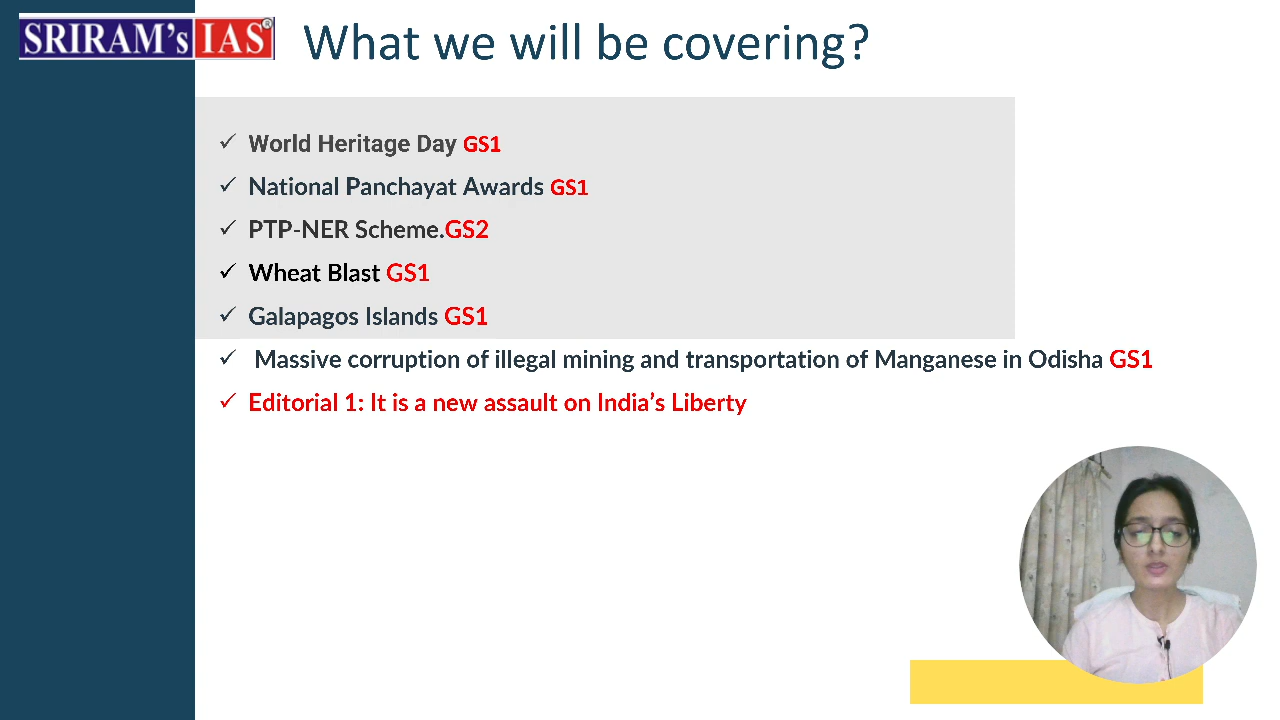 SRIRAM's IAS®
What we will be covering?
✓ World Heritage Day GS1
✓ National Panchayat Awards GS1
✓ PTP-NER Scheme.GS2
✓ Wheat Blast GS1
✓ Galapagos Islands GS1
✓ Massive corruption of illegal mining and transportation of Manganese in Odisha GS1
✓ Editorial 1: It is a new assault on India’s Liberty